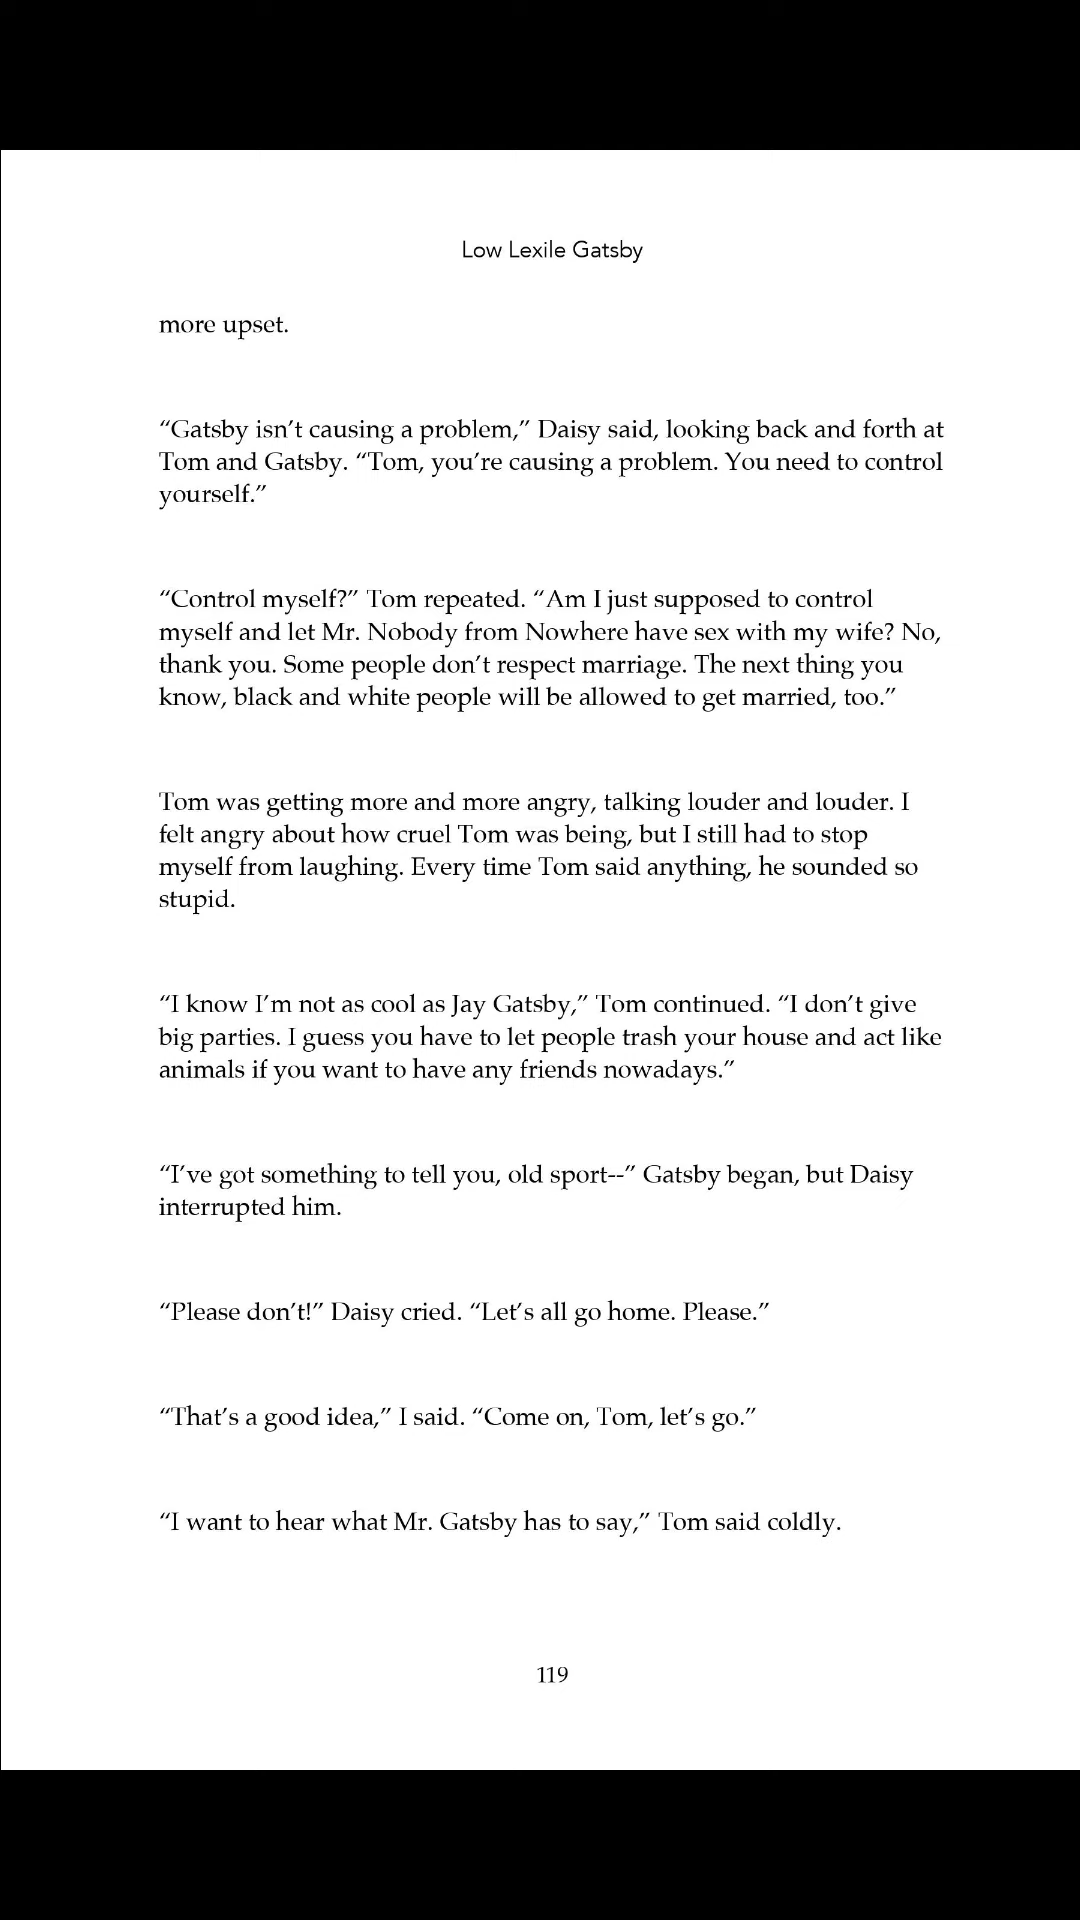 Low Lexile Gatsby
more upset.
“Gatsby isn’t causing a problem,” Daisy said, looking back and forth at
Tom and Gatsby. “Tom, you’re causing a problem. You need to control
yourself.”
“Control myself?” Tom repeated. “Am I just supposed to control
myself and let Mr. Nobody from Nowhere have sex with my wife? No,
thank you. Some people don’t respect marriage. The next thing you
know, black and white people will be allowed to get married, too.”
Tom was getting more and more angry, talking louder and louder. I
felt angry about how cruel Tom was being, but I still had to stop
myself from laughing. Every time Tom said anything, he sounded so
stupid.
“I know I’m not as cool as Jay Gatsby,” Tom continued. “I don’t give
big parties. I guess you have to let people trash your house and act like
animals if you want to have any friends nowadays.”
“I’ve got something to tell you, old sport--” Gatsby began, but Daisy
interrupted him.
“Please don’t!” Daisy cried. “Let’s all go home. Please.”
“That’s a good idea,” I said. “Come on, Tom, let’s go.”
“I want to hear what Mr. Gatsby has to say,” Tom said coldly.
119